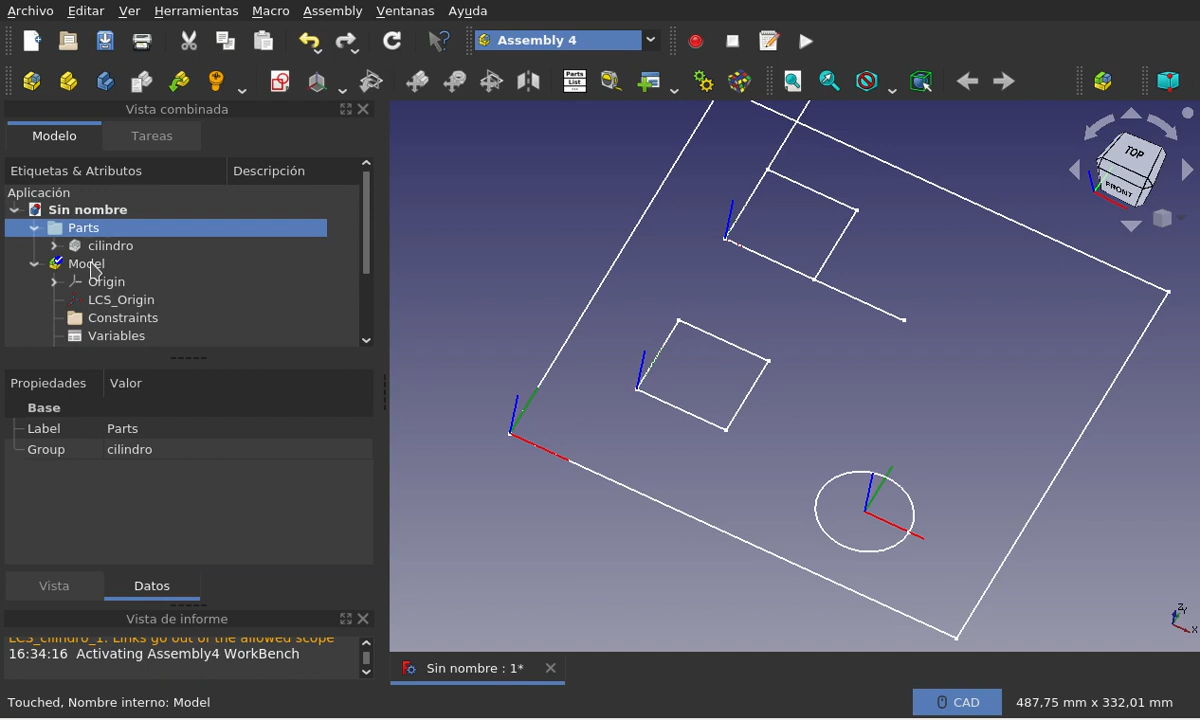 Archivo Editar Ver Herramientas Macro Assembly Ventanas Ayuda
Assembly 4
Parts
List
Vista combinada
Modelo Tareas
Etiquetas & Atributos Descripción
Aplicación
Sin nombre
Parts
cilindro
Model
Origin
LCS_Origin
Constraints
Variables
Propiedades Valor
Base
Label Parts
Group cilindro
Vista Datos
Vista de informe
LCS_cilindro_1: Links go out of the allowed scope
16:34:16 Activating Assembly4 WorkBench
TOP
FRONT
Z
Y
X
Sin nombre : 1*
Touched, Nombre interno: Model
CAD
487,75 mm x 332,01 mm